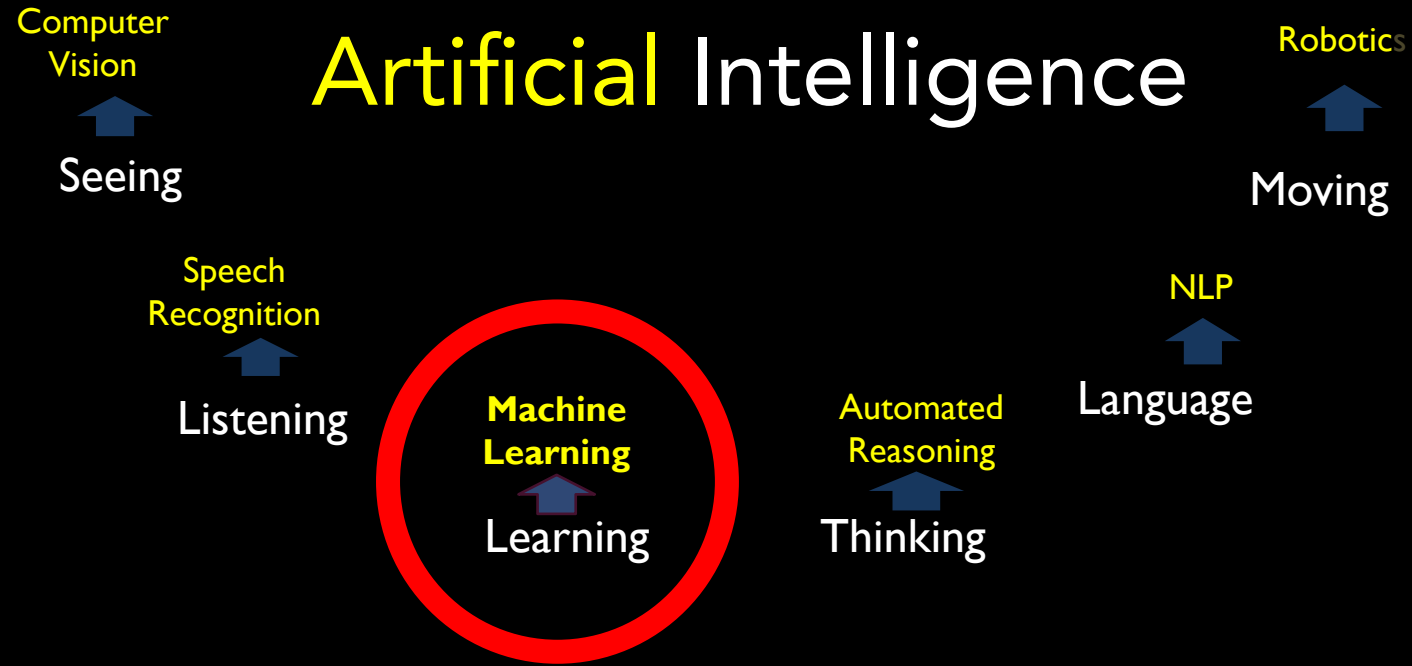 Artificial Intelligence
Computer
Vision
Seeing
Speech
Recognition
Listening
Machine
Learning
Learning
Automated
Reasoning
Thinking
NLP
Language
Robotics
Moving